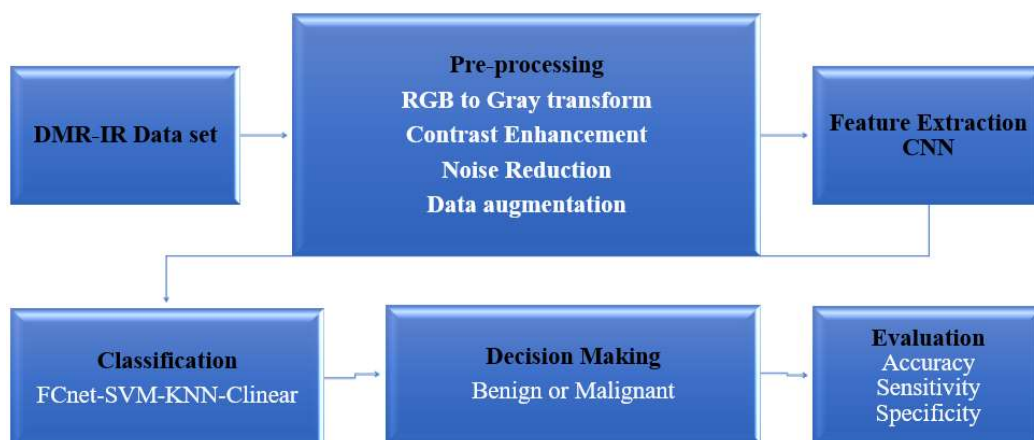 DMR-IR Data set
Pre-processing
RGB to Gray transform
Contrast Enhancement
Noise Reduction
Data augmentation
Feature Extraction
CNN
Classification
FCnet-SVM-KNN-Clinear
Decision Making
Benign or Malignant
Evaluation
Accuracy
Sensitivity
Specificity